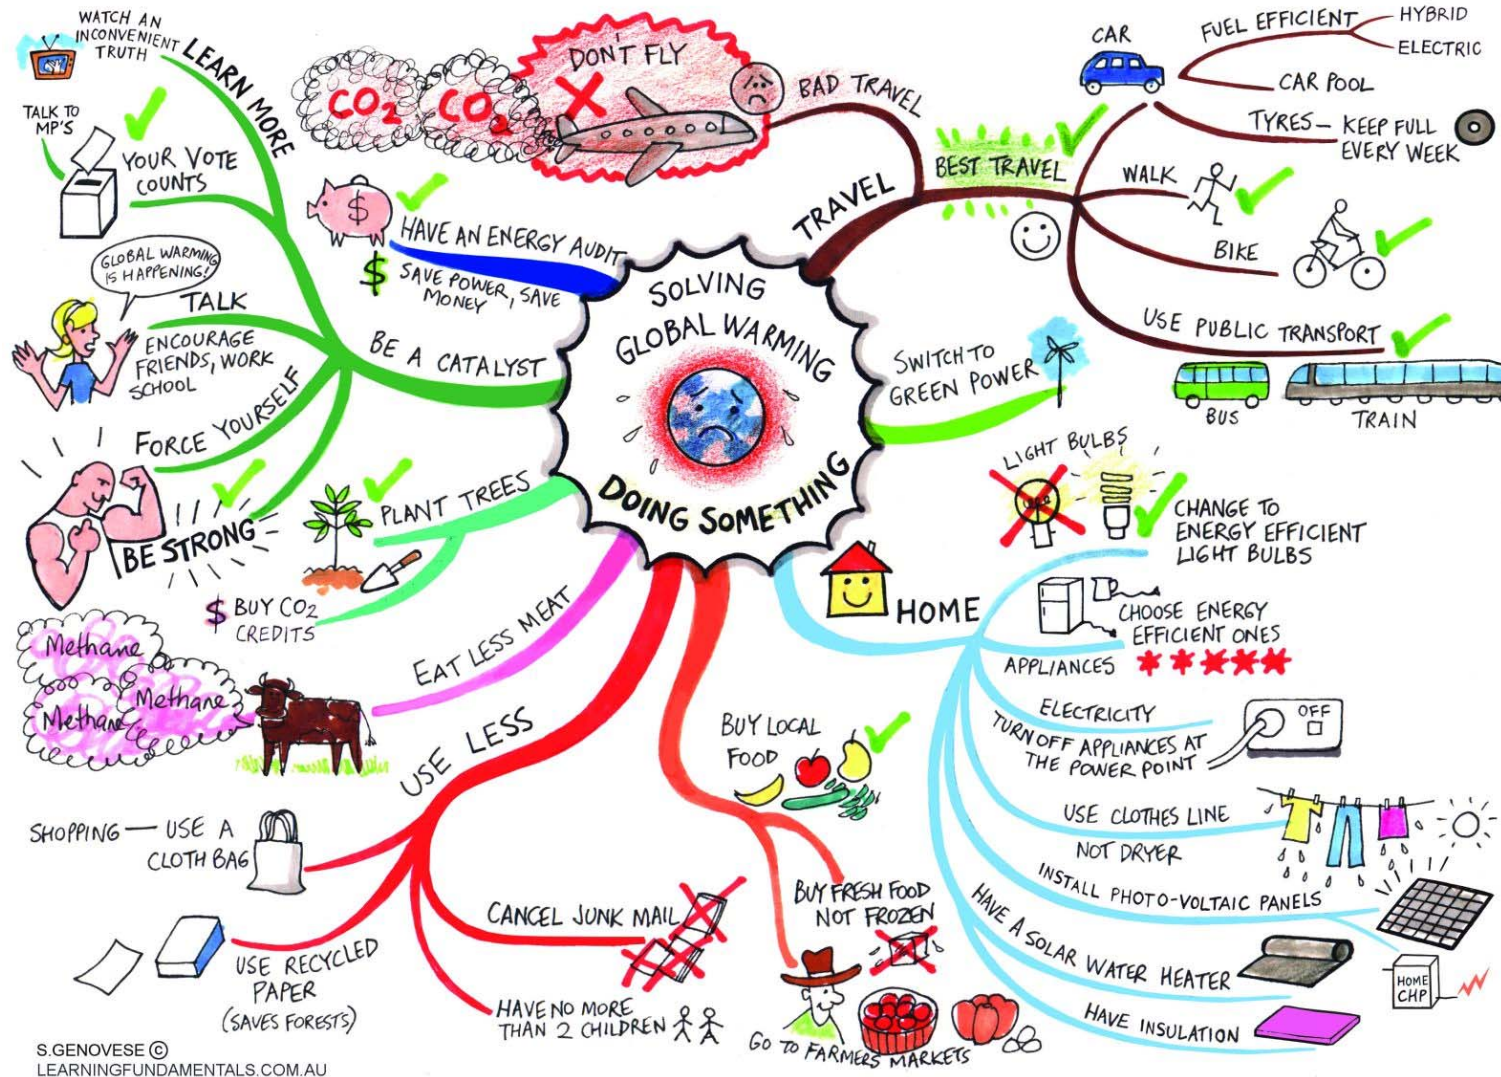 SOLVING
GLOBAL WARMING
DOING SOMETHING
TRAVEL
BAD TRAVEL
DON'T FLY
CO2
CO2
BEST TRAVEL
CAR
FUEL EFFICIENT
HYBRID
ELECTRIC
CAR POOL
TYRES — KEEP FULL
EVERY WEEK
WALK
BIKE
USE PUBLIC TRANSPORT
BUS
TRAIN
SWITCH TO
GREEN POWER
HOME
LIGHT BULBS
CHANGE TO
ENERGY EFFICIENT
LIGHT BULBS
CHOOSE ENERGY
EFFICIENT ONES
APPLIANCES
ELECTRICITY
TURN OFF APPLIANCES AT
THE POWER POINT
OFF
USE CLOTHES LINE
NOT DRYER
INSTALL PHOTO-VOLTAIC PANELS
HOME
CHP
HAVE A SOLAR WATER HEATER
HAVE INSULATION
BUY LOCAL
FOOD
BUY FRESH FOOD
NOT FROZEN
GO TO FARMERS MARKETS
USE LESS
SHOPPING — USE A
CLOTH BAG
USE RECYCLED
PAPER
(SAVES FORESTS)
CANCEL JUNK MAIL
HAVE NO MORE
THAN 2 CHILDREN
EAT LESS MEAT
Methane
Methane
Methane
PLANT TREES
$ BUY CO2
CREDITS
BE A CATALYST
LEARN MORE
WATCH AN
INCONVENIENT
TRUTH
TALK TO
MP'S
YOUR VOTE
COUNTS
GLOBAL WARMING
IS HAPPENING!
TALK
ENCOURAGE
FRIENDS, WORK
SCHOOL
FORCE YOURSELF
BE STRONG
$
HAVE AN ENERGY AUDIT
$ SAVE POWER, SAVE
MONEY
S.GENOVESE ©
LEARNINGFUNDAMENTALS.COM.AU